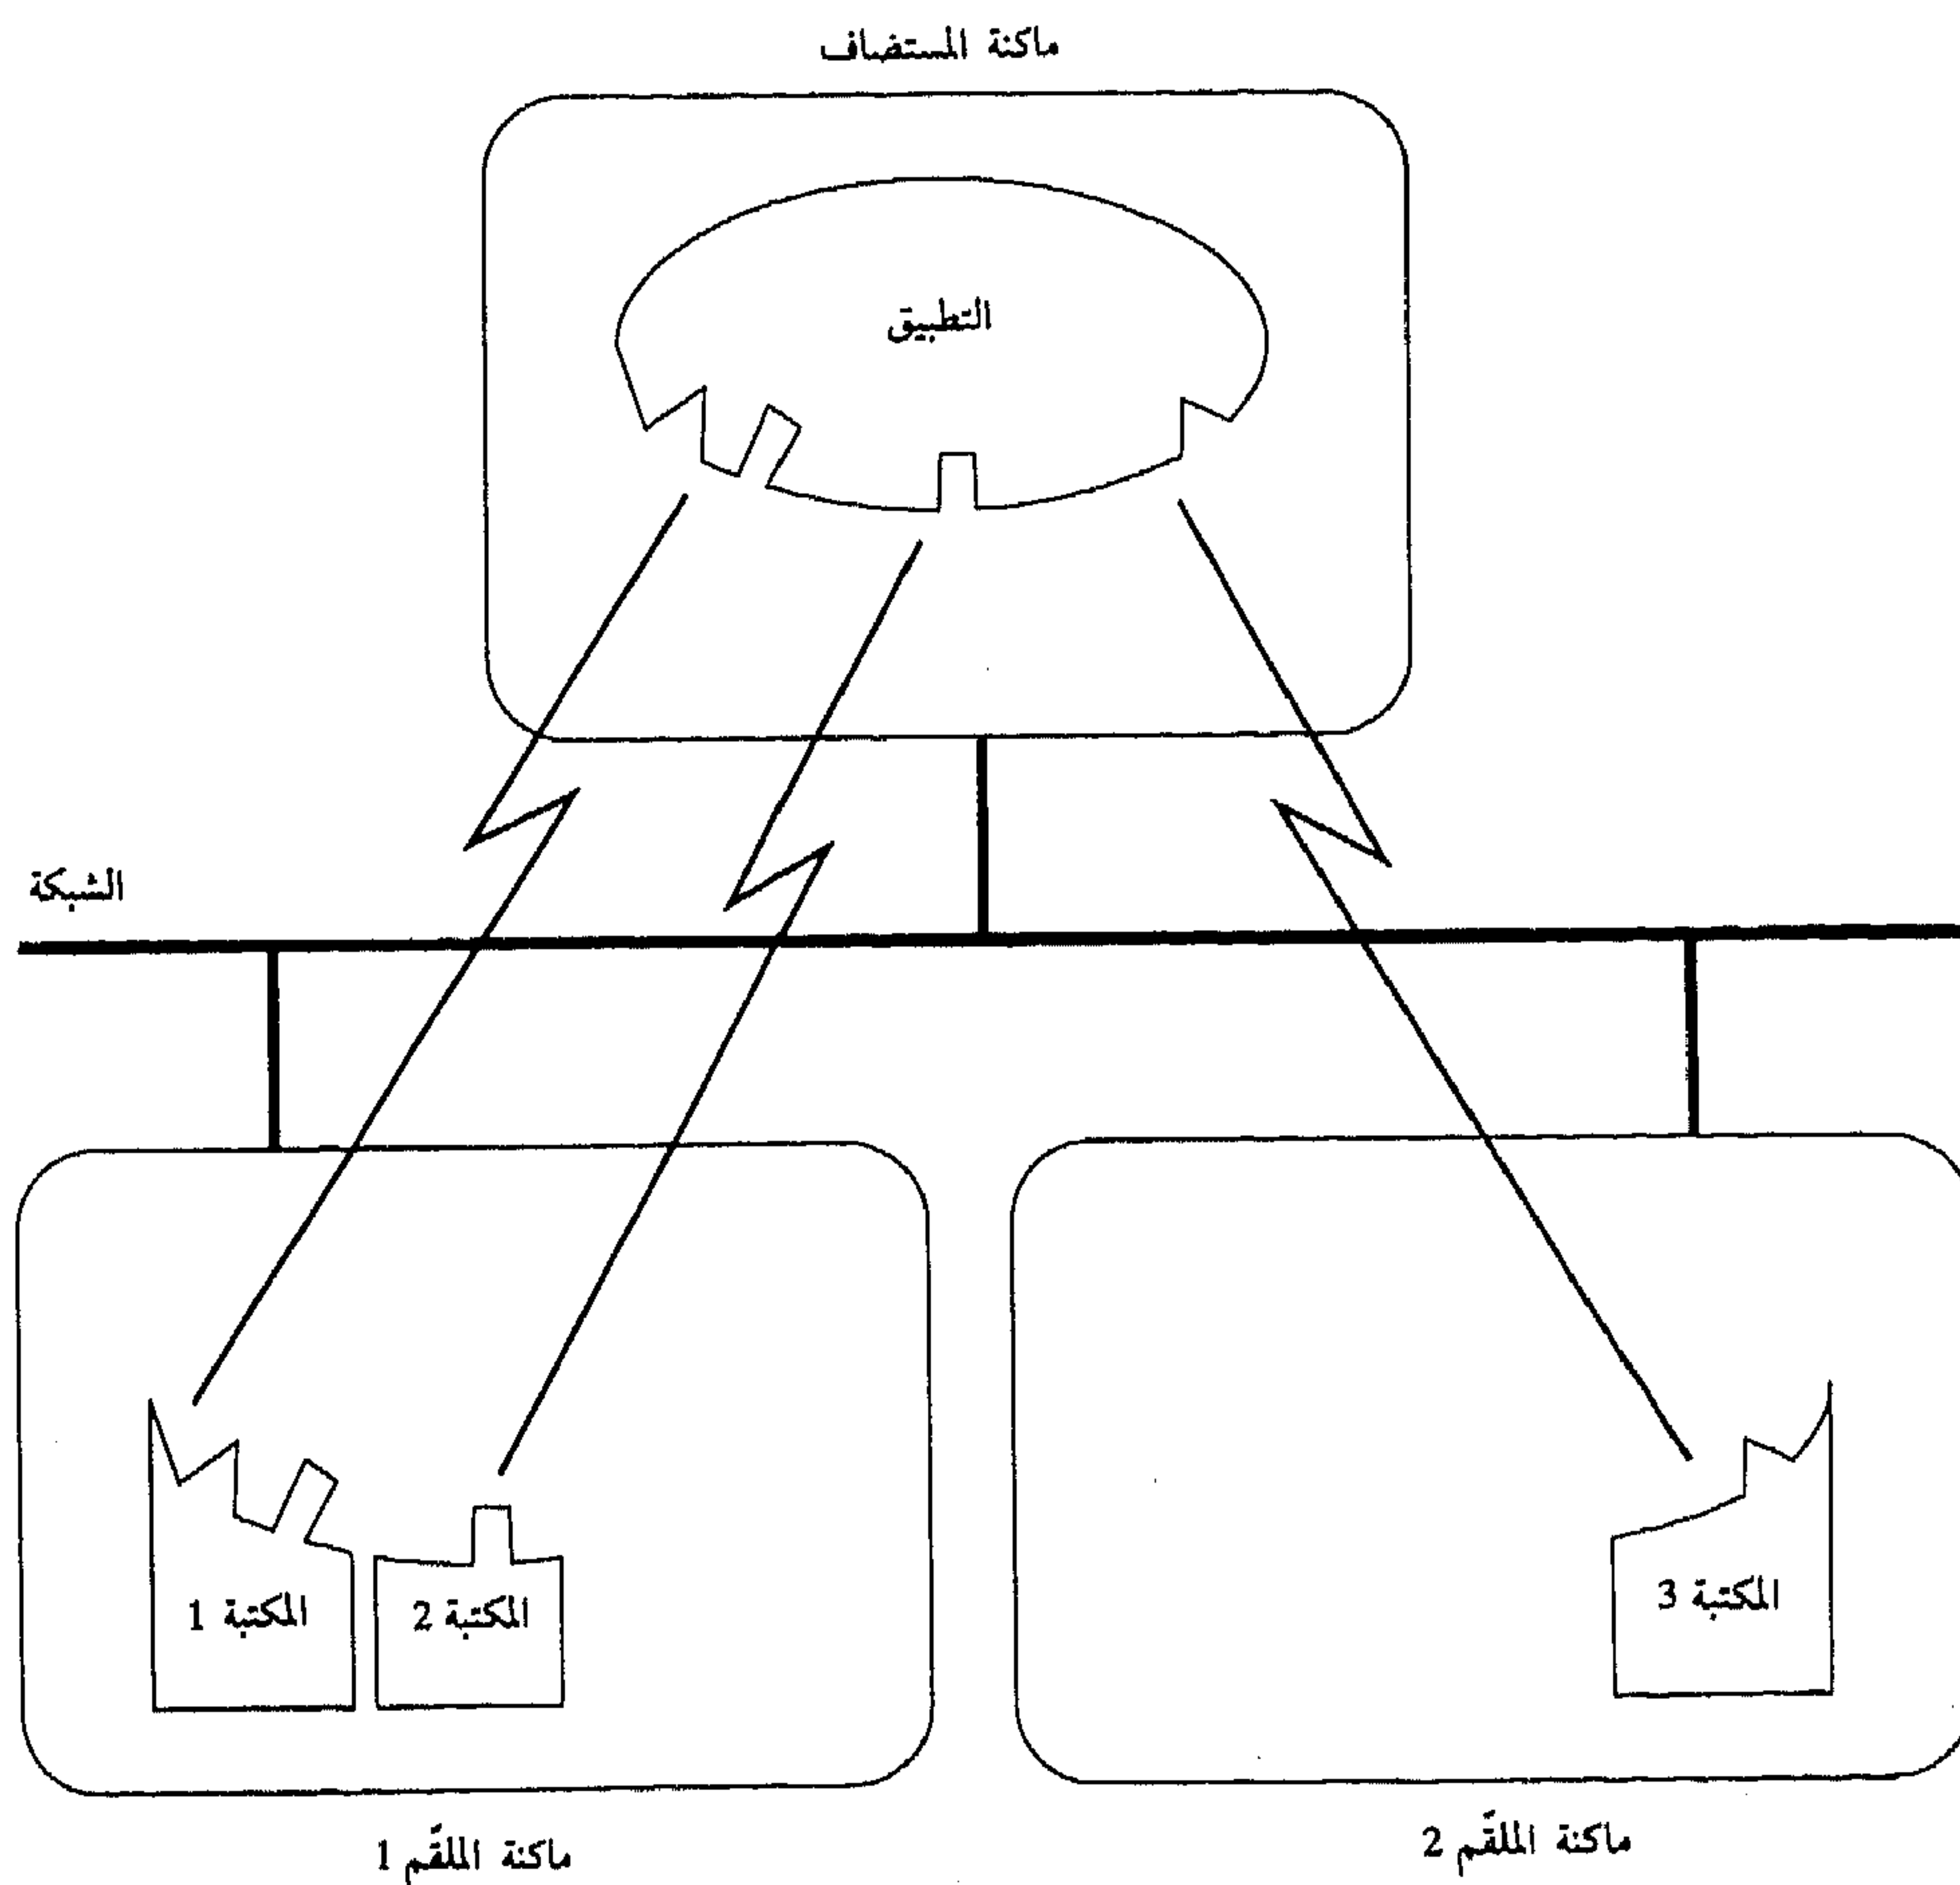 ماكنة المستضاف
التطبيق
الشبكة
المكتبة 1
المكتبة 2
المكتبة 3
ماكنة الملقّم 1
ماكنة الملقّم 2